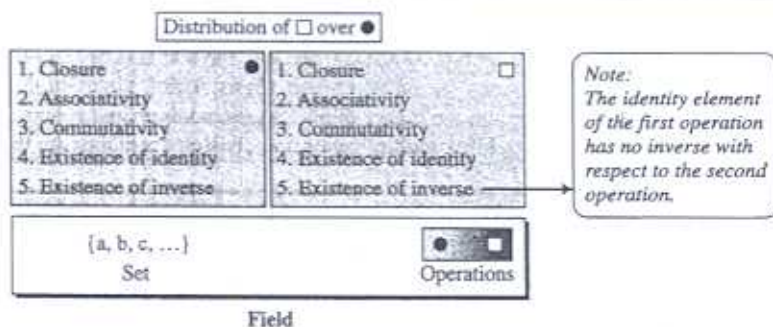 Distribution of □ over ●
1. Closure ●
2. Associativity
3. Commutativity
4. Existence of identity
5. Existence of inverse
1. Closure □
2. Associativity
3. Commutativity
4. Existence of identity
5. Existence of inverse
Note:
The identity element
of the first operation
has no inverse with
respect to the second
operation.
{a, b, c, ...}
Set
● □
Operations
Field